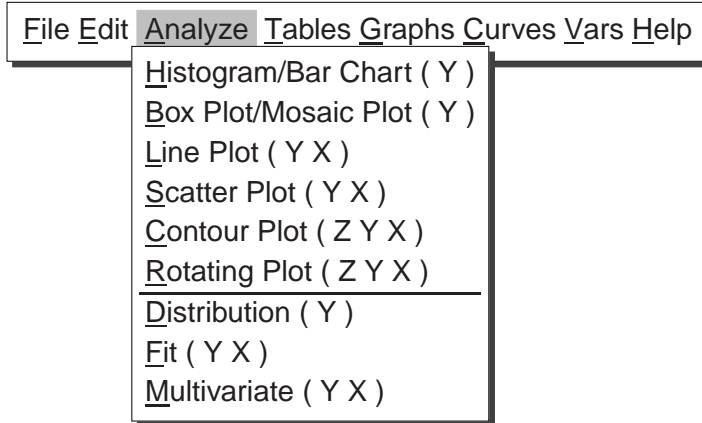 File Edit Analyze Tables Graphs Curves Vars Help
Histogram/Bar Chart ( Y )
Box Plot/Mosaic Plot ( Y )
Line Plot ( Y X )
Scatter Plot ( Y X )
Contour Plot ( Z Y X )
Rotating Plot ( Z Y X )
Distribution ( Y )
Fit ( Y X )
Multivariate ( Y X )